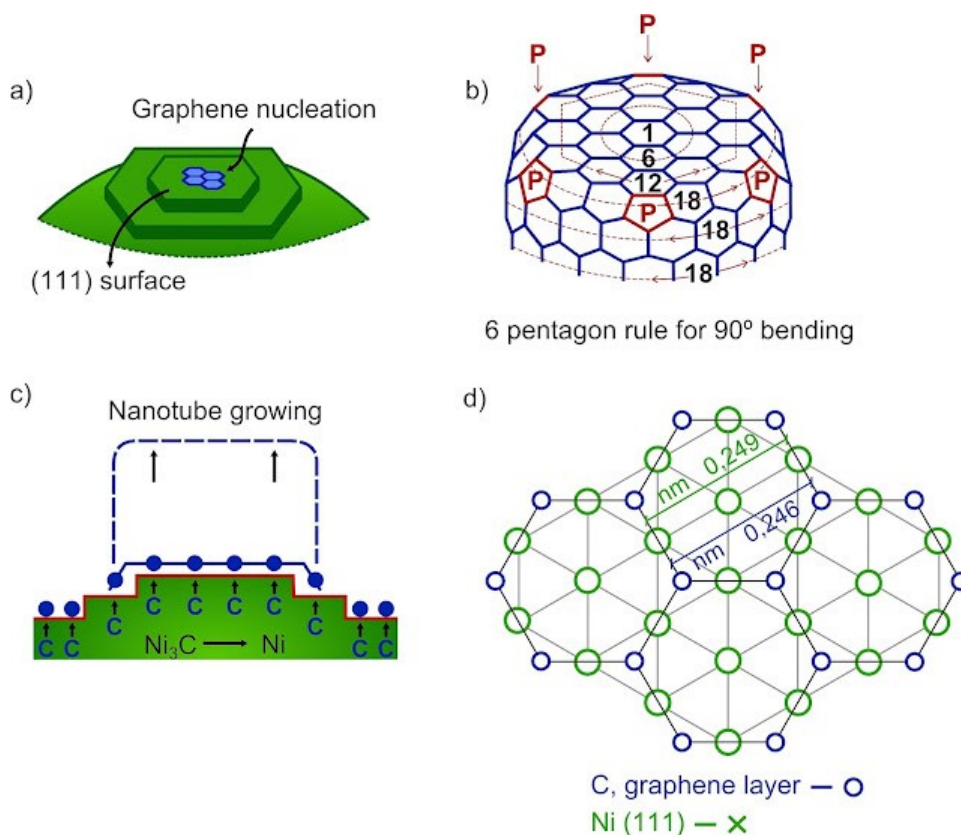 a)
Graphene nucleation
(111) surface
b)
P
P
P
1
6
12
P
P
18
P
18
18
6 pentagon rule for 90º bending
c)
Nanotube growing
C C C C
C C
C C C C
Ni₃C Ni
d)
nm 0,249
nm 0,246
C, graphene layer – O
Ni (111) – ×